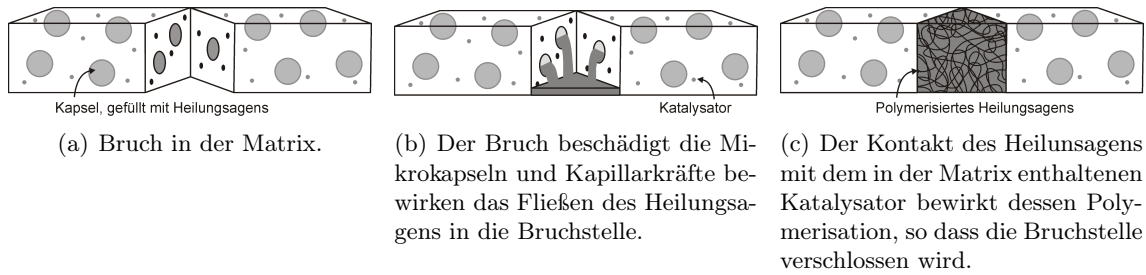 Kapsel, gefüllt mit Heilungsagens
Katalysator
Polymerisiertes Heilungsagens
(a) Bruch in der Matrix.
(b) Der Bruch beschädigt die Mi-
krokapseln und Kapillarkräfte be-
wirken das Fließen des Heilungsa-
gens in die Bruchstelle.
(c) Der Kontakt des Heilunsagens
mit dem in der Matrix enthaltenen
Katalysator bewirkt dessen Poly-
merisation, so dass die Bruchstelle
verschlossen wird.